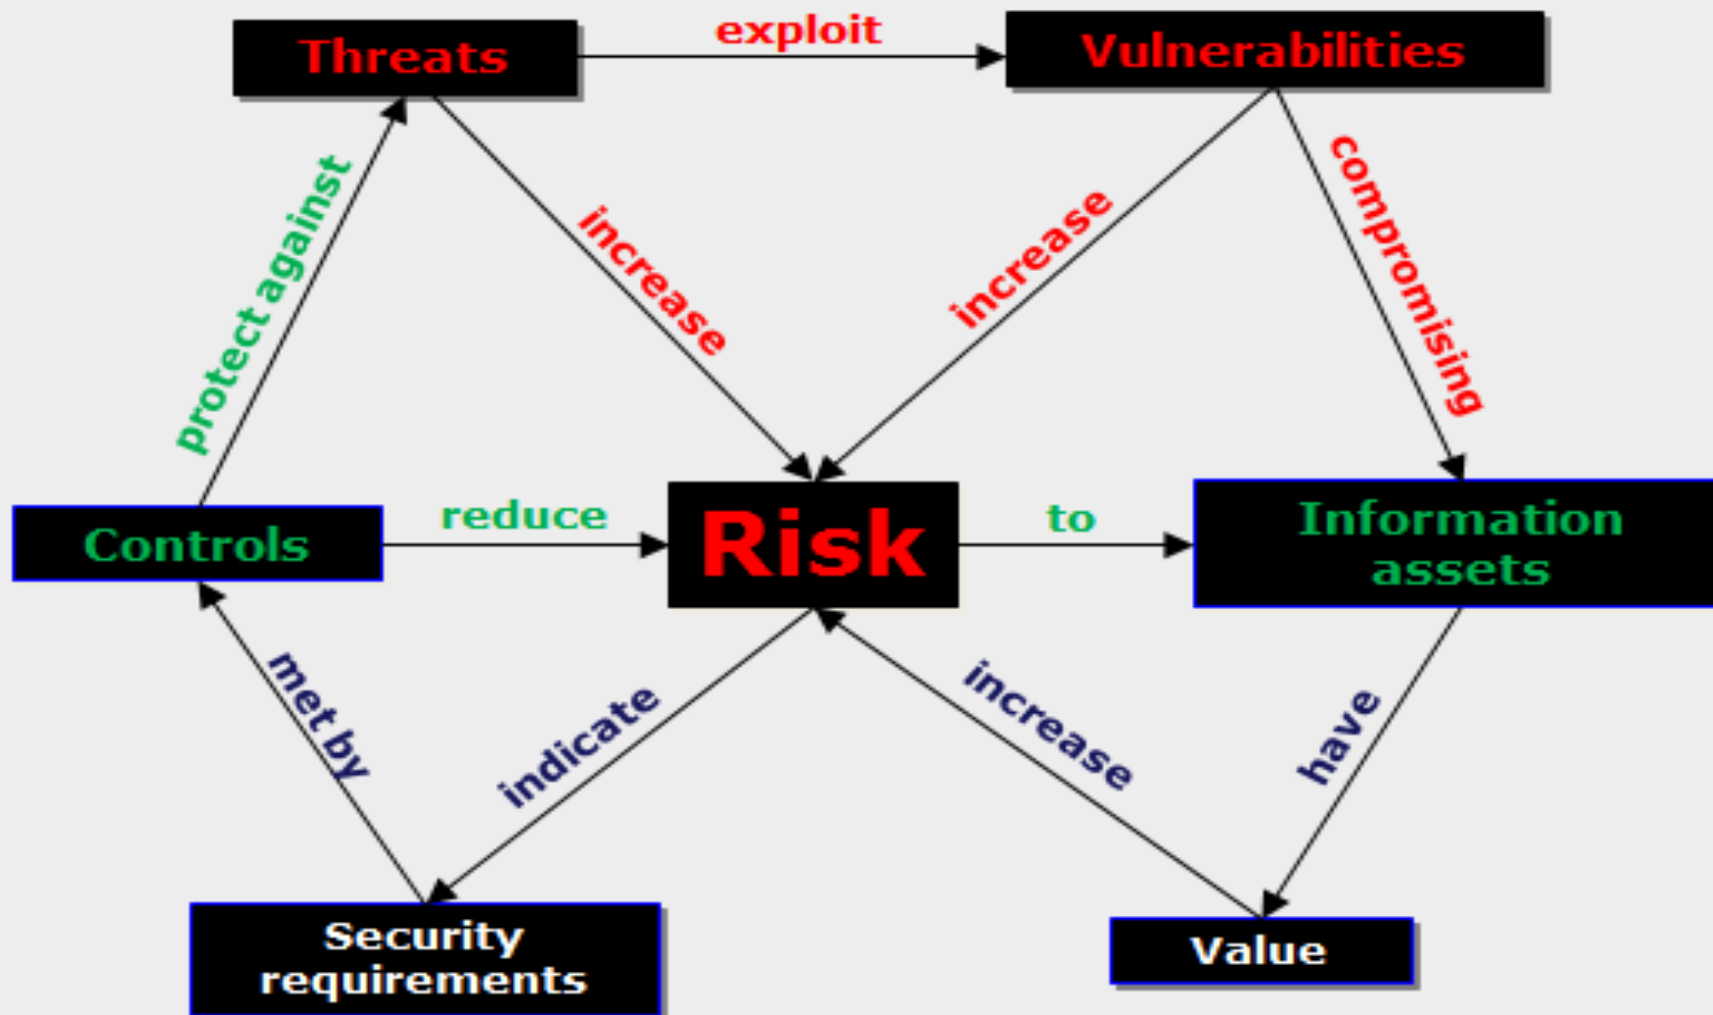 exploit
Threats
Vulnerabilities
protect against
increase
increase
compromising
Controls
reduce
Risk
to
Information
assets
met by
indicate
increase
have
Security
requirements
Value